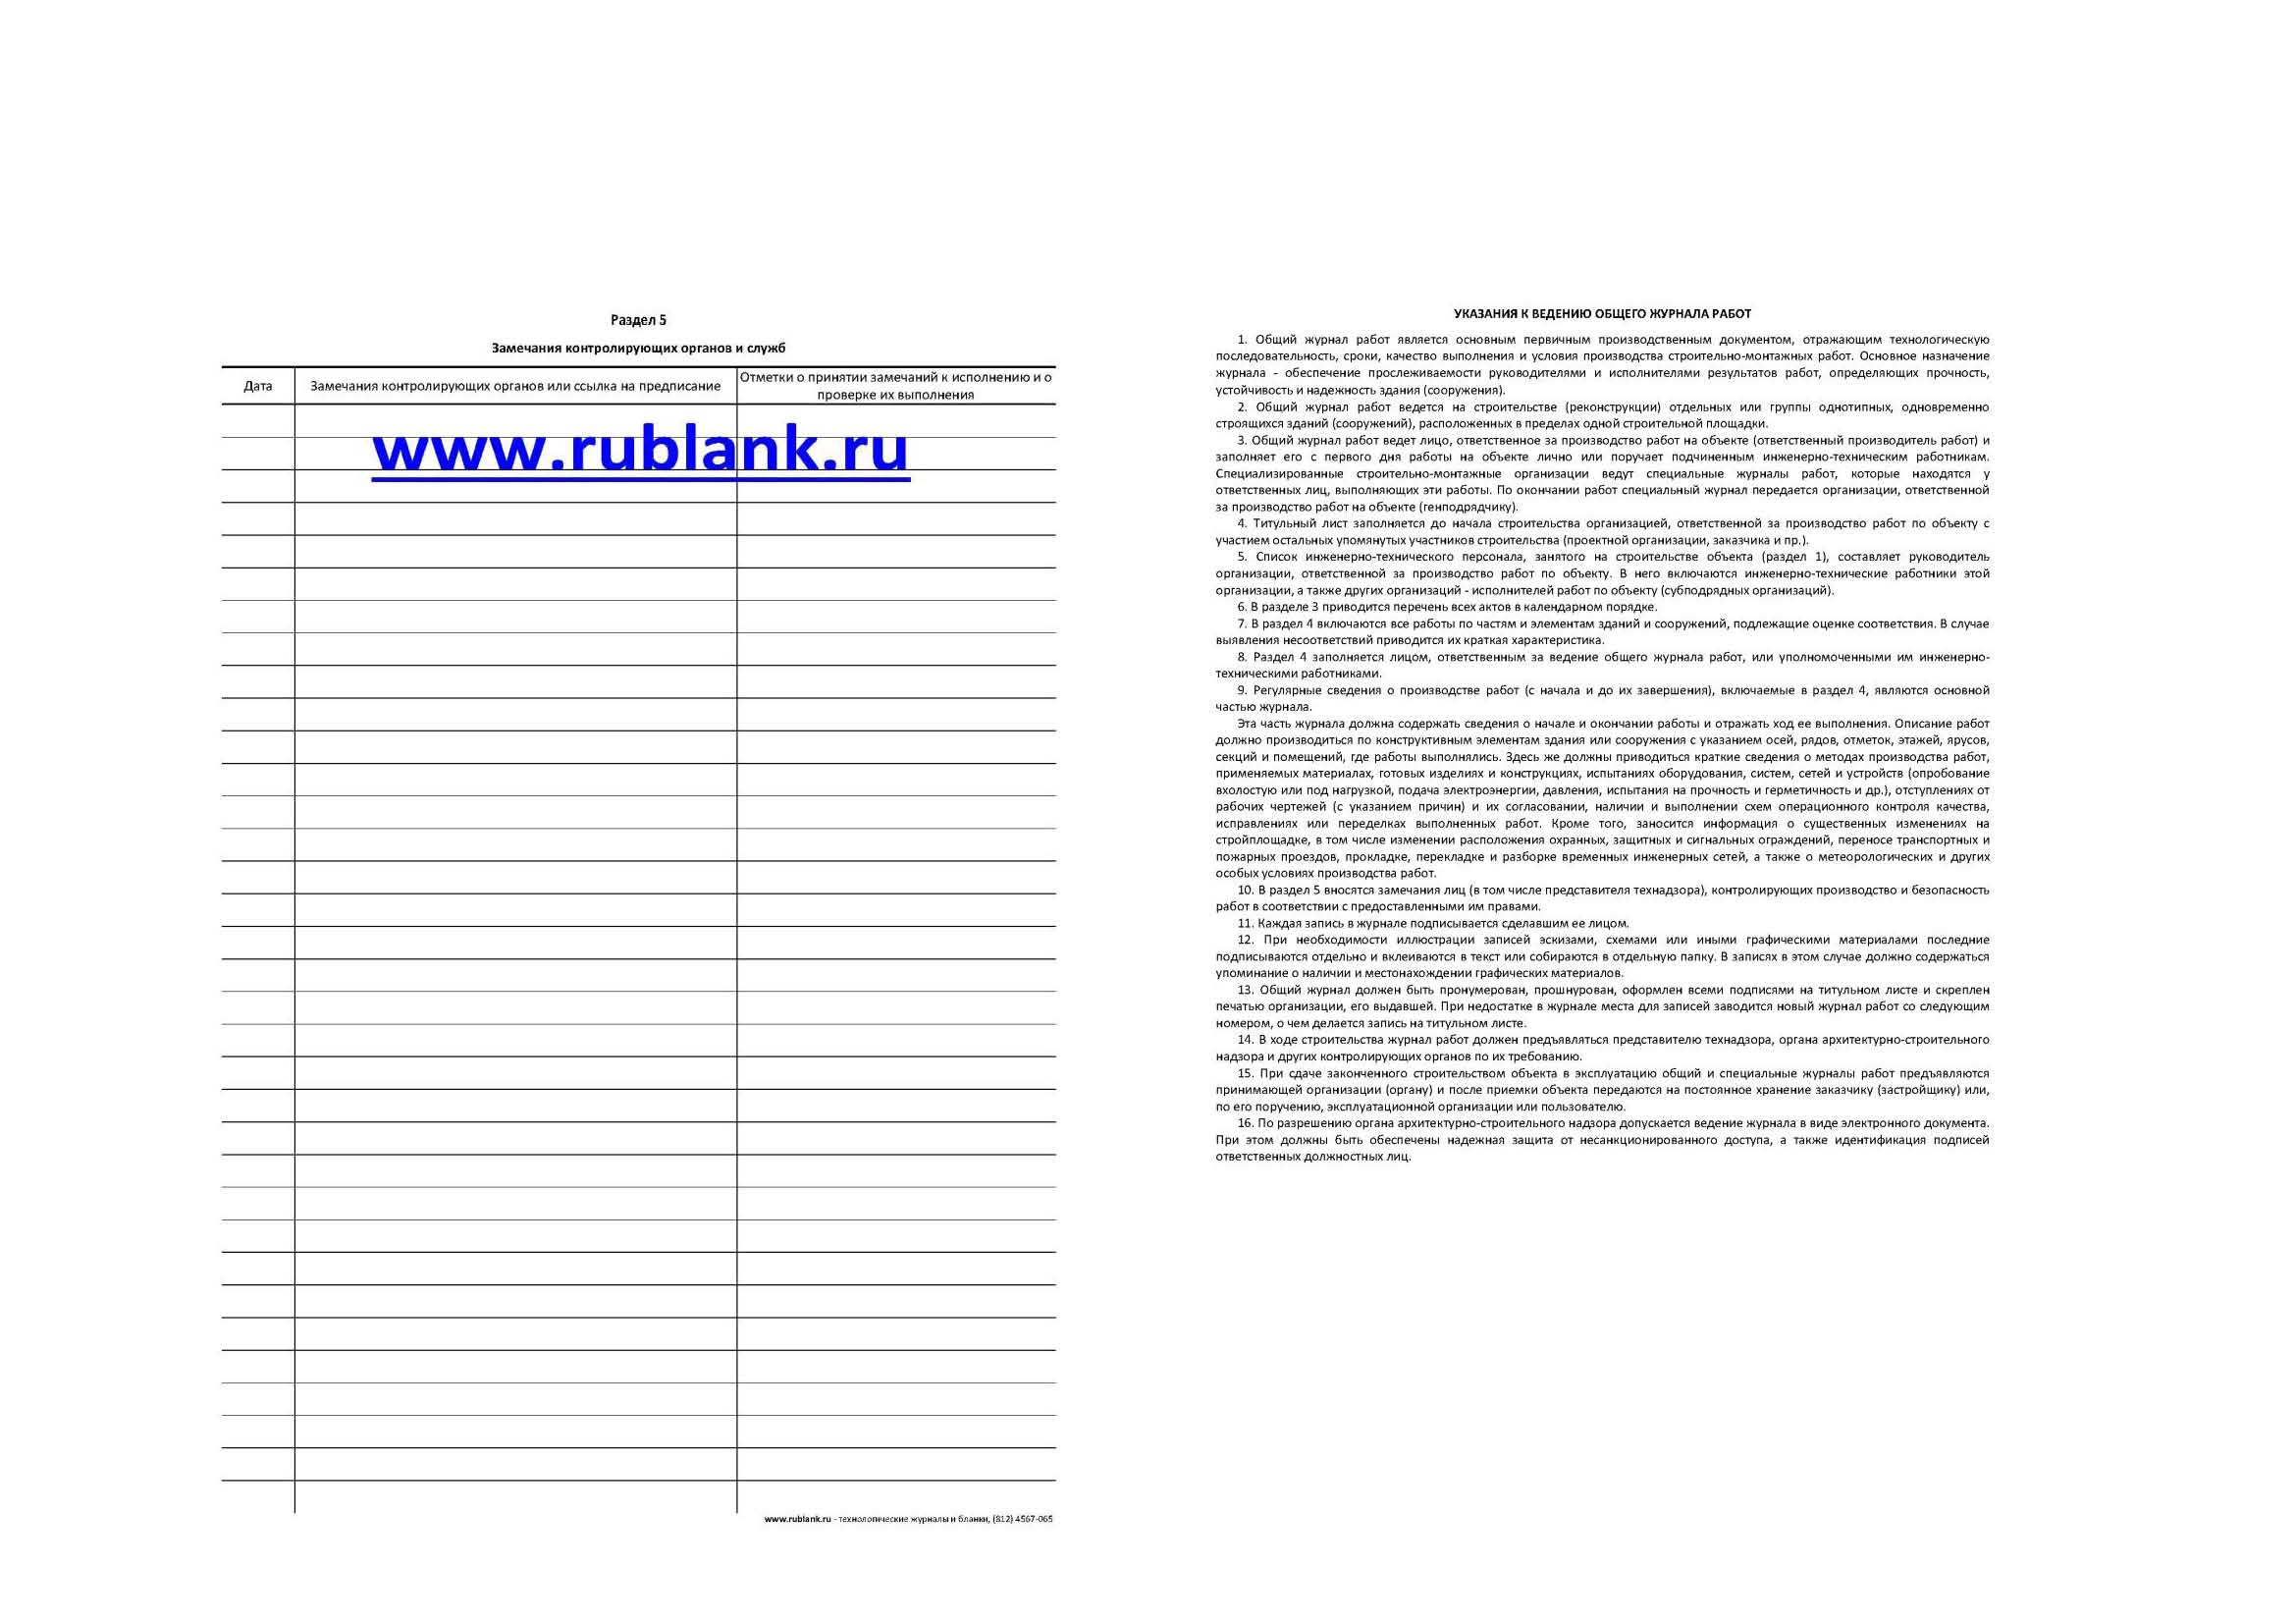 Раздел 5
Замечания контролирующих органов и служб
Дата
Замечания контролирующих органов или ссылка на предписание
Отметки о принятии замечаний к исполнению и о
проверке их выполнения
www.rublank.ru
www.rublank.ru - технологические журналы и бланки, (812) 4567-065
УКАЗАНИЯ К ВЕДЕНИЮ ОБЩЕГО ЖУРНАЛА РАБОТ
1. Общий журнал работ является основным первичным производственным документом, отражающим технологическую
последовательность, сроки, качество выполнения и условия производства строительно-монтажных работ. Основное назначение
журнала - обеспечение прослеживаемости руководителями и исполнителями результатов работ, определяющих прочность,
устойчивость и надежность здания (сооружения).
2. Общий журнал работ ведется на строительстве (реконструкции) отдельных или группы однотипных, одновременно
строящихся зданий (сооружений), расположенных в пределах одной строительной площадки.
3. Общий журнал работ ведет лицо, ответственное за производство работ на объекте (ответственный производитель работ) и
заполняет его с первого дня работы на объекте лично или поручает подчиненным инженерно-техническим работникам.
Специализированные строительно-монтажные организации ведут специальные журналы работ, которые находятся у
ответственных лиц, выполняющих эти работы. По окончании работ специальный журнал передается организации, ответственной
за производство работ на объекте (генподрядчику).
4. Титульный лист заполняется до начала строительства организацией, ответственной за производство работ по объекту с
участием остальных упомянутых участников строительства (проектной организации, заказчика и пр.).
5. Список инженерно-технического персонала, занятого на строительстве объекта (раздел 1), составляет руководитель
организации, ответственной за производство работ по объекту. В него включаются инженерно-технические работники этой
организации, а также других организаций - исполнителей работ по объекту (субподрядных организаций).
6. В разделе 3 приводится перечень всех актов в календарном порядке.
7. В раздел 4 включаются все работы по частям и элементам зданий и сооружений, подлежащие оценке соответствия. В случае
выявления несоответствий приводится их краткая характеристика.
8. Раздел 4 заполняется лицом, ответственным за ведение общего журнала работ, или уполномоченными им инженерно-
техническими работниками.
9. Регулярные сведения о производстве работ (с начала и до их завершения), включаемые в раздел 4, являются основной
частью журнала.
Эта часть журнала должна содержать сведения о начале и окончании работы и отражать ход ее выполнения. Описание работ
должно производиться по конструктивным элементам здания или сооружения с указанием осей, рядов, отметок, этажей, ярусов,
секций и помещений, где работы выполнялись. Здесь же должны приводиться краткие сведения о методах производства работ,
применяемых материалах, готовых изделиях и конструкциях, испытаниях оборудования, систем, сетей и устройств (опробование
вхолостую или под нагрузкой, подача электроэнергии, давления, испытания на прочность и герметичность и др.), отступлениях от
рабочих чертежей (с указанием причин) и их согласовании, наличии и выполнении схем операционного контроля качества,
исправлениях или переделках выполненных работ. Кроме того, заносится информация о существенных изменениях на
стройплощадке, в том числе изменении расположения охранных, защитных и сигнальных ограждений, переносе транспортных и
пожарных проездов, прокладке, перекладке и разборке временных инженерных сетей, а также о метеорологических и других
особых условиях производства работ.
10. В раздел 5 вносятся замечания лиц (в том числе представителя технадзора), контролирующих производство и безопасность
работ в соответствии с предоставленными им правами.
11. Каждая запись в журнале подписывается сделавшим ее лицом.
12. При необходимости иллюстрации записей эскизами, схемами или иными графическими материалами последние
подписываются отдельно и вклеиваются в текст или собираются в отдельную папку. В записях в этом случае должно содержаться
упоминание о наличии и местонахождении графических материалов.
13. Общий журнал должен быть пронумерован, прошнурован, оформлен всеми подписями на титульном листе и скреплен
печатью организации, его выдавшей. При недостатке в журнале места для записей заводится новый журнал работ со следующим
номером, о чем делается запись на титульном листе.
14. В ходе строительства журнал работ должен предъявляться представителю технадзора, органа архитектурно-строительного
надзора и других контролирующих органов по их требованию.
15. При сдаче законченного строительством объекта в эксплуатацию общий и специальные журналы работ предъявляются
принимающей организации (органу) и после приемки объекта передаются на постоянное хранение заказчику (застройщику) или,
по его поручению, эксплуатационной организации или пользователю.
16. По разрешению органа архитектурно-строительного надзора допускается ведение журнала в виде электронного документа.
При этом должны быть обеспечены надежная защита от несанкционированного доступа, а также идентификация подписей
ответственных должностных лиц.